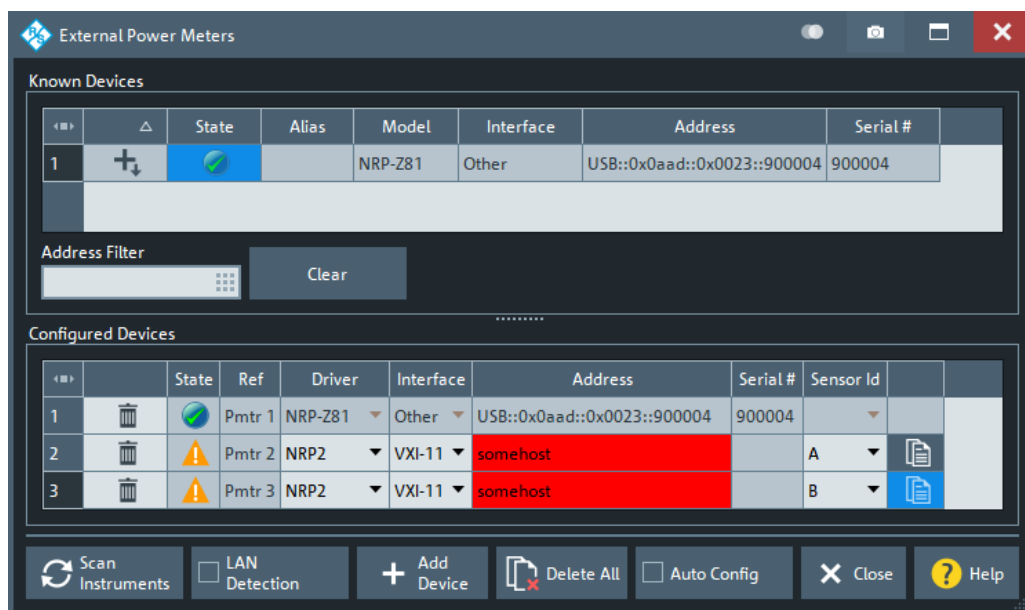 External Power Meters
Known Devices
State Alias Model Interface Address Serial #
1 NRP-Z81 Other USB::0x0aad::0x0023::900004 900004
Address Filter
Clear
Configured Devices
State Ref Driver Interface Address Serial # Sensor Id
1 Pmtr 1 NRP-Z81 Other USB::0x0aad::0x0023::900004 900004
2 Pmtr 2 NRP2 VXI-11 somehost A
3 Pmtr 3 NRP2 VXI-11 somehost B
Scan Instruments
LAN Detection
Add Device
Delete All
Auto Config
Close
Help